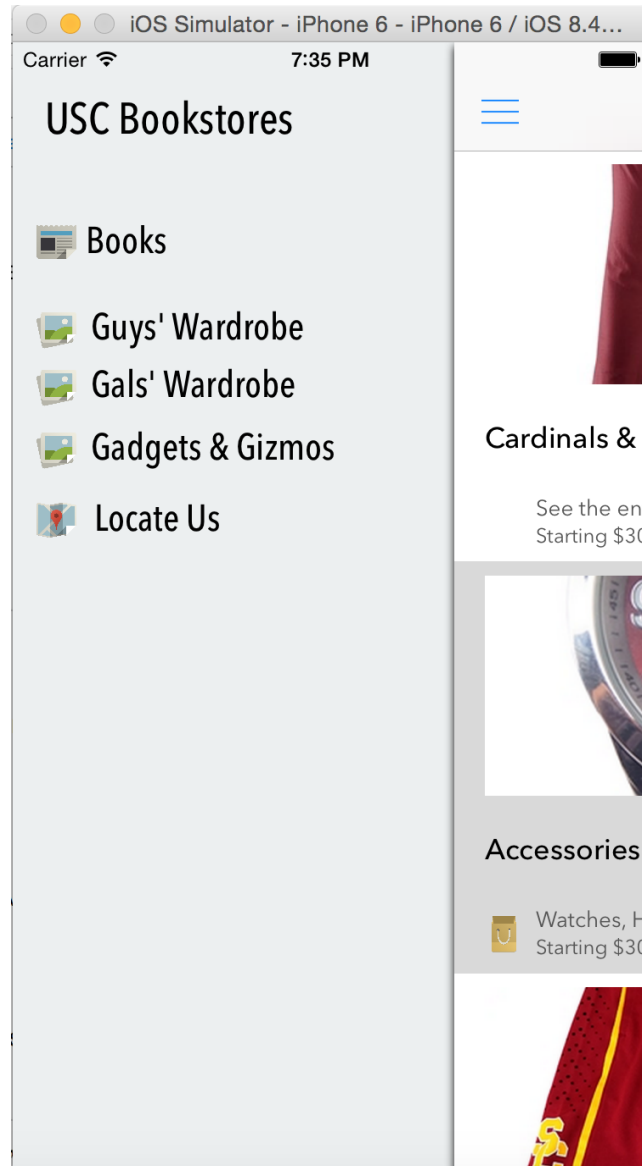 iOS Simulator - iPhone 6 - iPhone 6 / iOS 8.4...
Carrier 7:35 PM
USC Bookstores
Books
Guys' Wardrobe
Gals' Wardrobe
Gadgets & Gizmos
Locate Us
Cardinals &
See the en
Starting $30
Accessories
Watches, H
Starting $30
SC